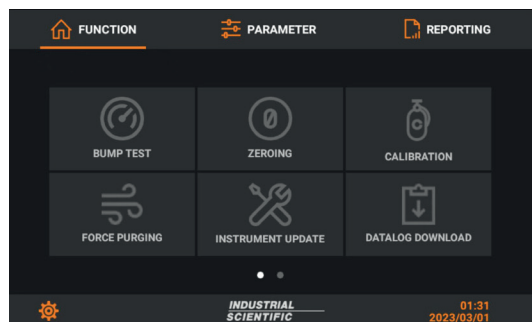 FUNCTION
PARAMETER
REPORTING
BUMP TEST
ZEROING
CALIBRATION
FORCE PURGING
INSTRUMENT UPDATE
DATALOG DOWNLOAD
INDUSTRIAL
SCIENTIFIC
01:31
2023/03/01